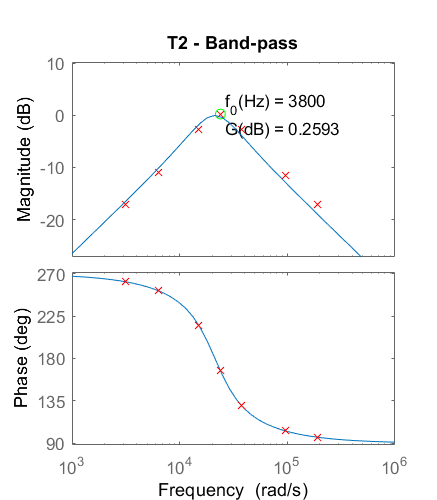 T2 - Band-pass
Magnitude (dB)
10
0
-10
-20
f0(Hz) = 3800
G(dB) = 0.2593
Phase (deg)
270
225
180
135
90
10^3 10^4 10^5 10^6
Frequency (rad/s)